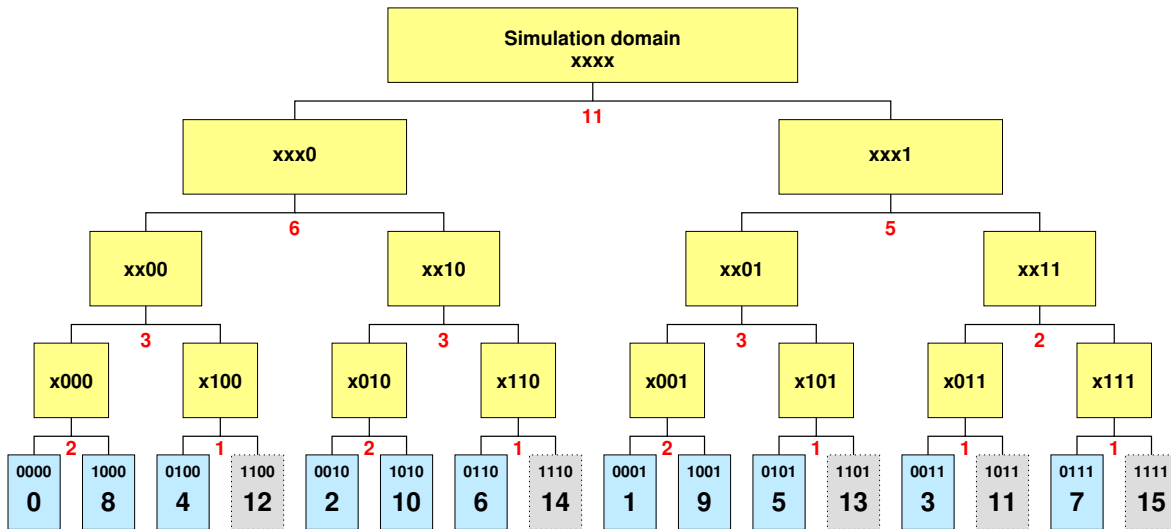 Simulation domain
xxxx
11
xxx0 xxx1
6 5
xx00 xx10 xx01 xx11
3 3 3 2
x000 x100 x010 x110 x001 x101 x011 x111
2 1 2 1 2 1 1 1
0000 1000 0100 1100 0010 1010 0110 1110 0001 1001 0101 1101 0011 1011 0111 1111
0 8 4 12 2 10 6 14 1 9 5 13 3 11 7 15